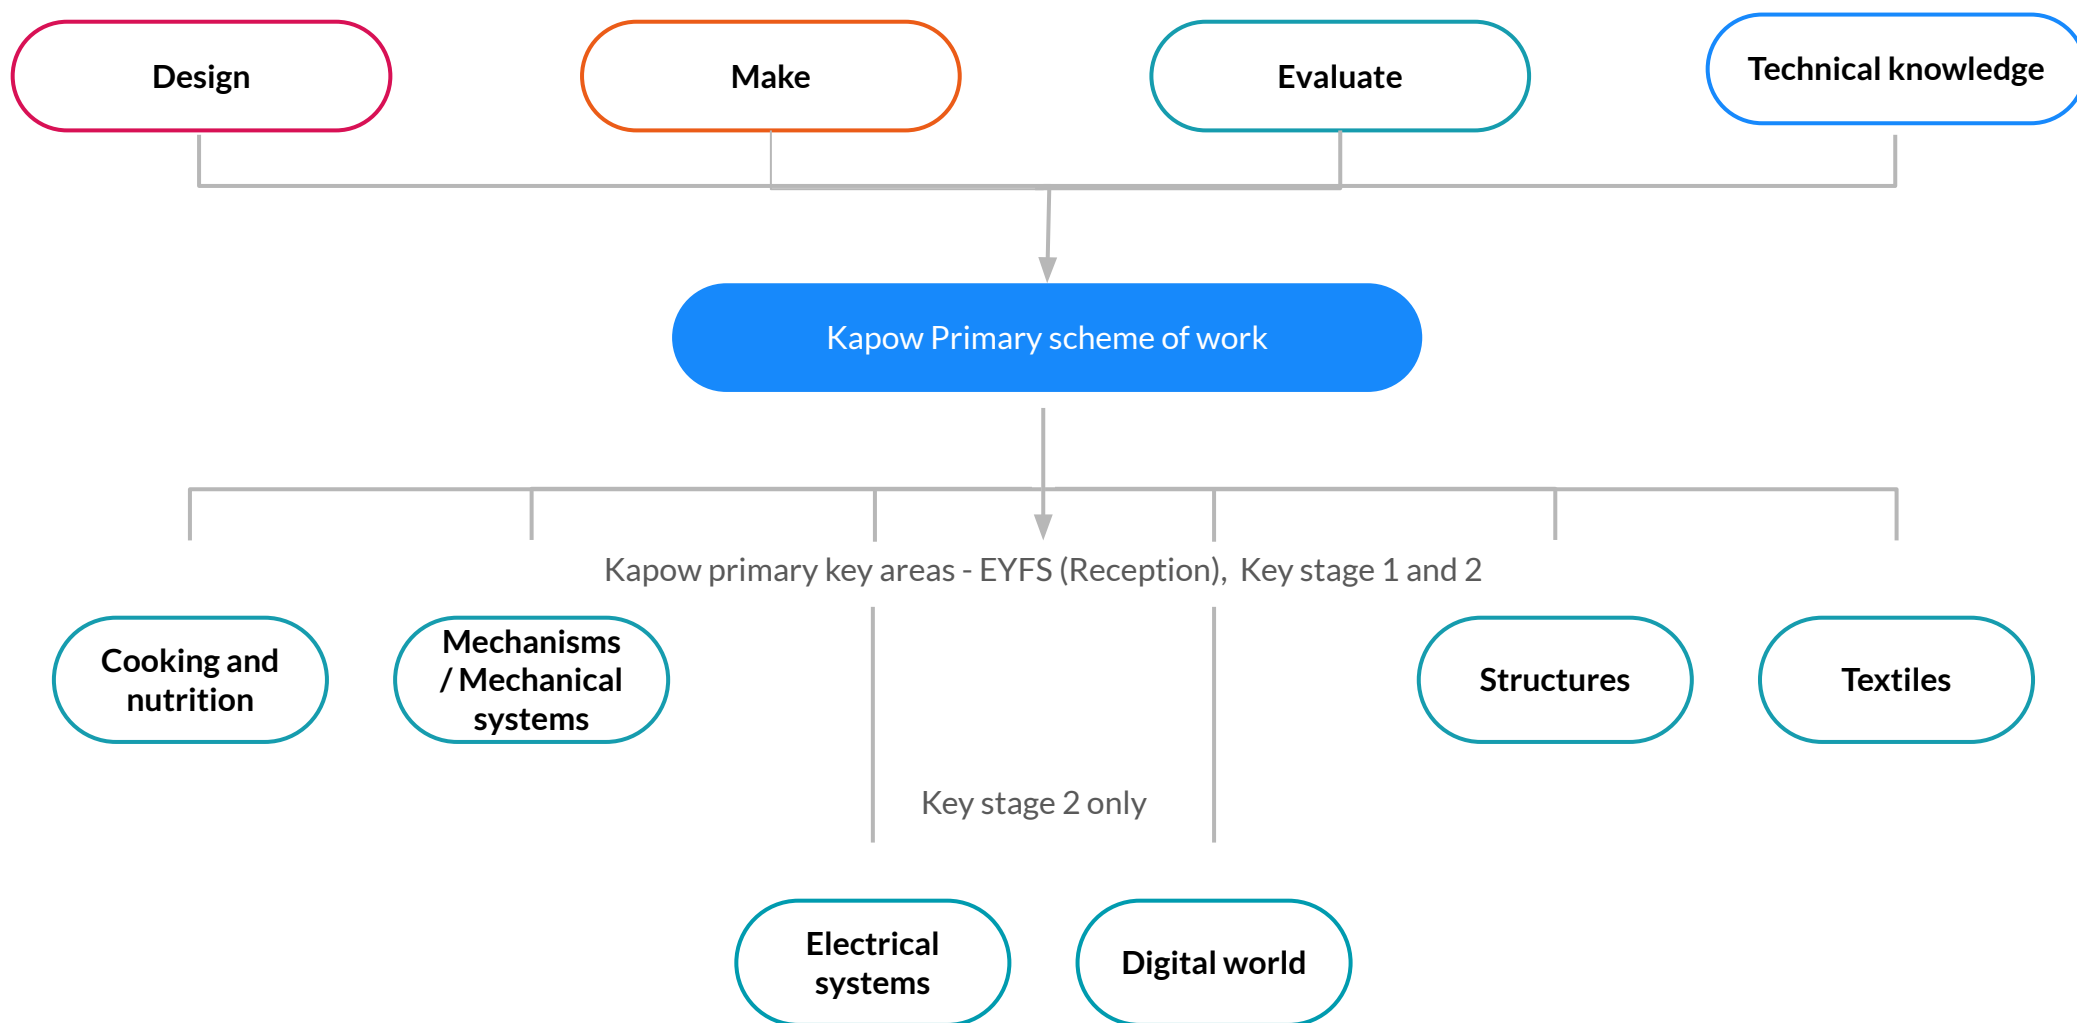 Design
Make
Evaluate
Technical knowledge
Kapow Primary scheme of work
Kapow primary key areas - EYFS (Reception),  Key stage 1 and 2
Cooking and
nutrition
Mechanisms
/ Mechanical
systems
Structures
Textiles
Key stage 2 only
Electrical
systems
Digital world